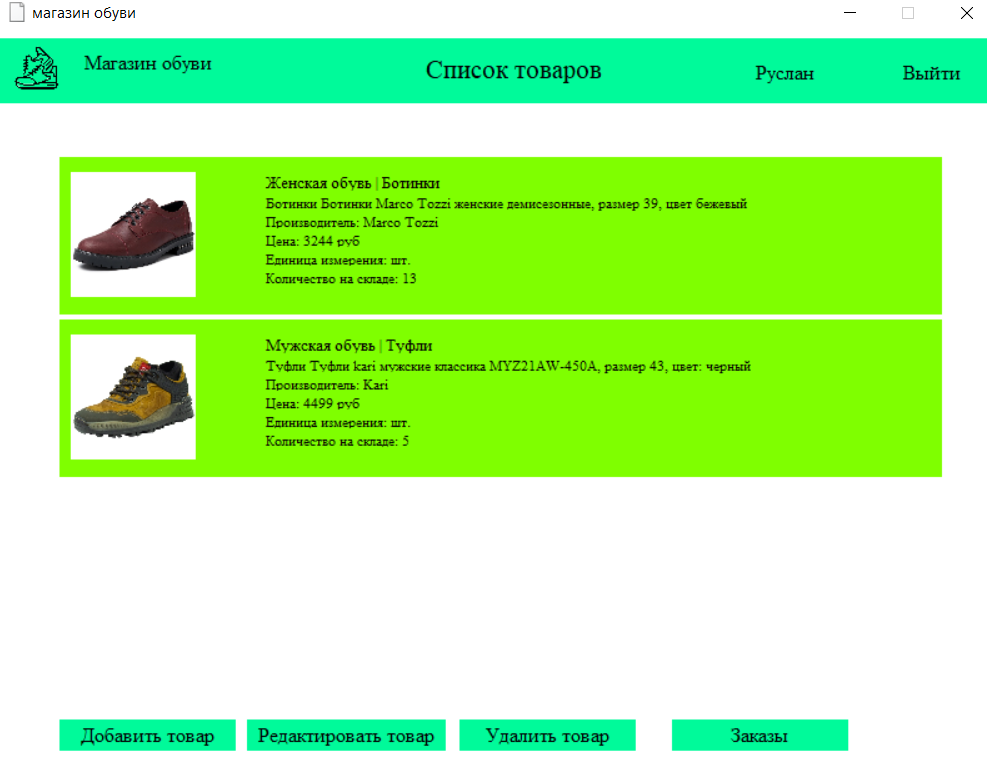 магазин обуви
Магазин обуви
Список товаров
Руслан
Выйти
Женская обувь | Ботинки
Ботинки Ботинки Marco Tozzi женские демисезонные, размер 39, цвет бежевый
Производитель: Marco Tozzi
Цена: 3244 руб
Единица измерения: шт.
Количество на складе: 13
Мужская обувь | Туфли
Туфли Туфли kari мужские классика MYZ21AW-450A, размер 43, цвет: черный
Производитель: Kari
Цена: 4499 руб
Единица измерения: шт.
Количество на складе: 5
Добавить товар
Редактировать товар
Удалить товар
Заказы